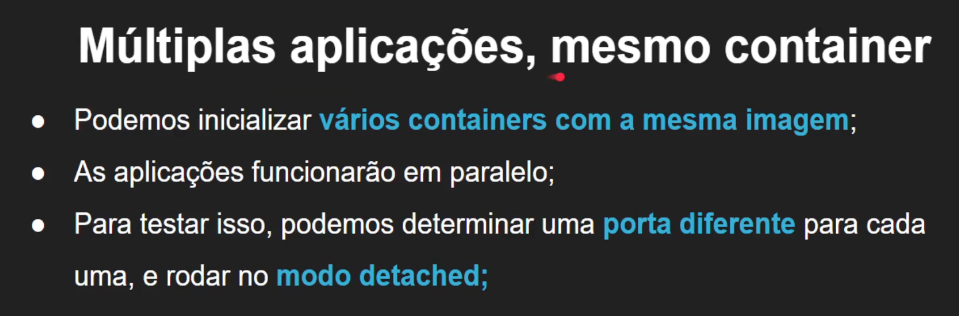 Múltiplas aplicações, mesmo container
● Podemos inicializar vários containers com a mesma imagem;
● As aplicações funcionarão em paralelo;
● Para testar isso, podemos determinar uma porta diferente para cada
uma, e rodar no modo detached;